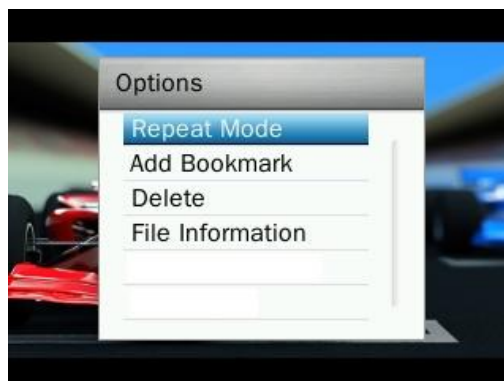 Options
Repeat Mode
Add Bookmark
Delete
File Information